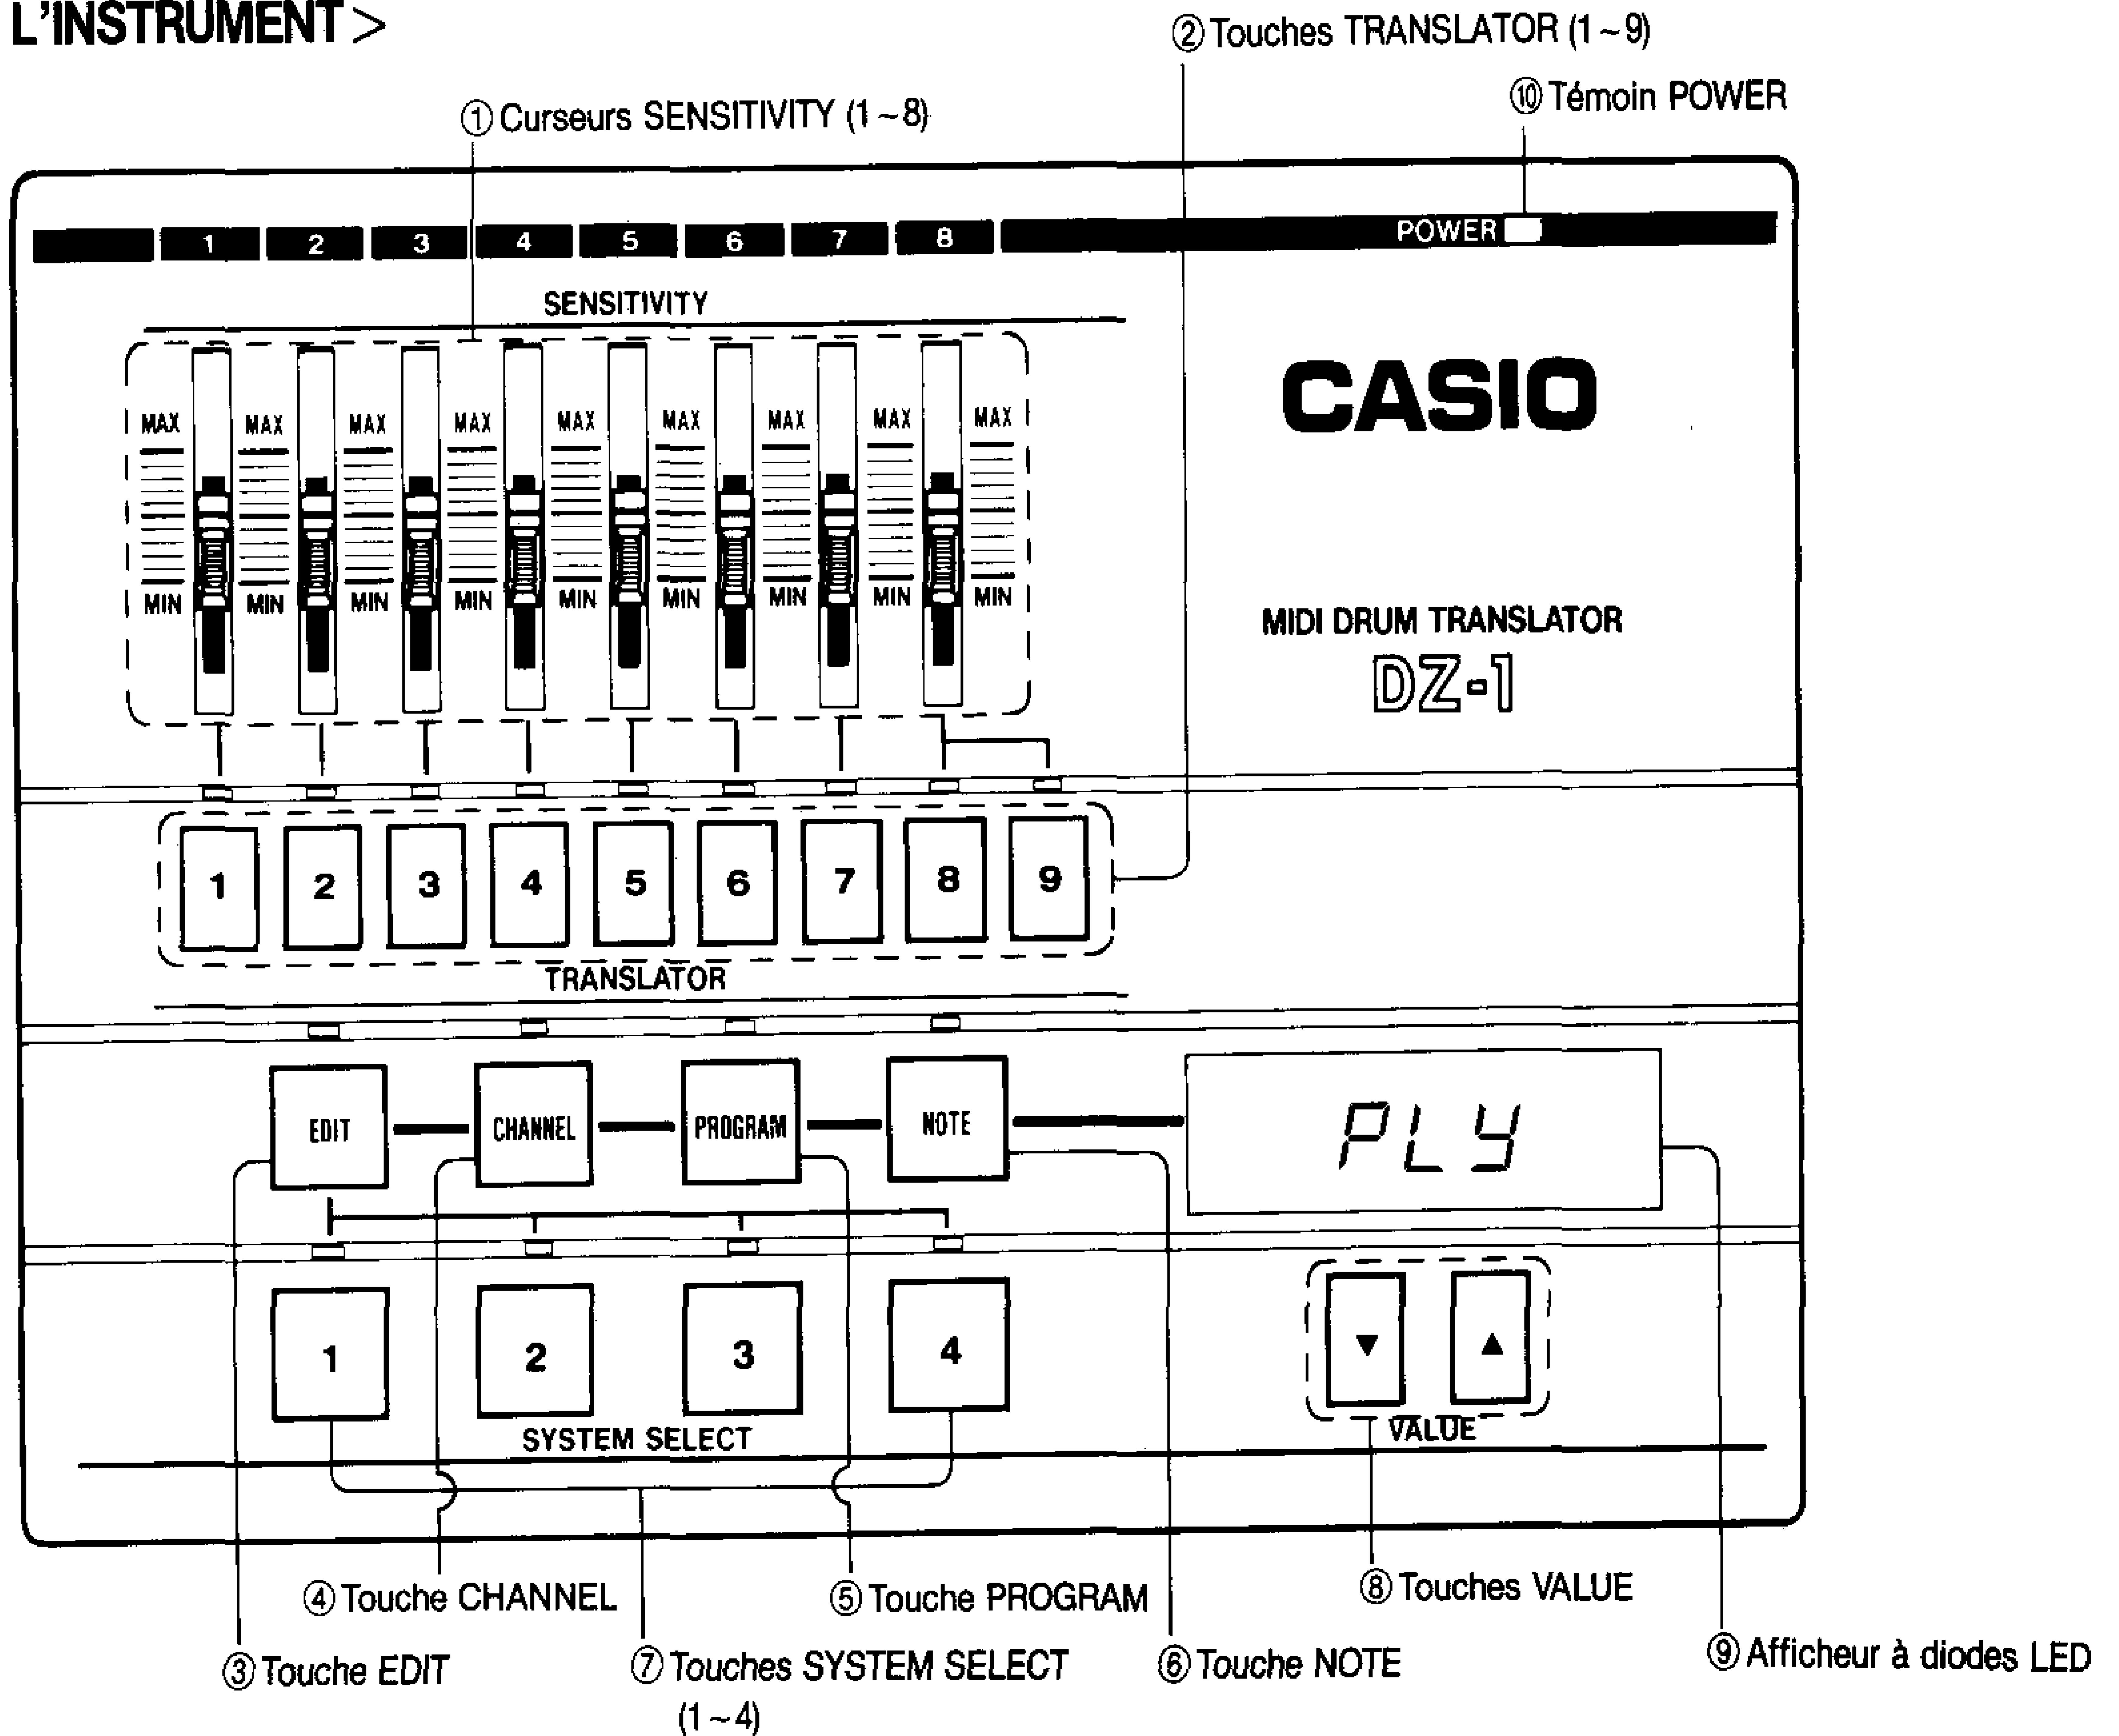 L'INSTRUMENT>
② Touches TRANSLATOR (1~9)
⑩ Témoin POWER
① Curseurs SENSITIVITY (1~8)
1 2 3 4 5 6 7 8 POWER
SENSITIVITY
CASIO
MAX MAX MAX MAX MAX MAX MAX MAX MAX
MIN MIN MIN MIN MIN MIN MIN MIN MIN
MIDI DRUM TRANSLATOR
DZ-1
1 2 3 4 5 6 7 8 9
TRANSLATOR
EDIT CHANNEL PROGRAM NOTE PLY
1 2 3 4 ▼ ▲
SYSTEM SELECT VALUE
④ Touche CHANNEL ⑤ Touche PROGRAM ⑧ Touches VALUE
③ Touche EDIT ⑦ Touches SYSTEM SELECT ⑥ Touche NOTE ⑨ Afficheur à diodes LED
(1~4)